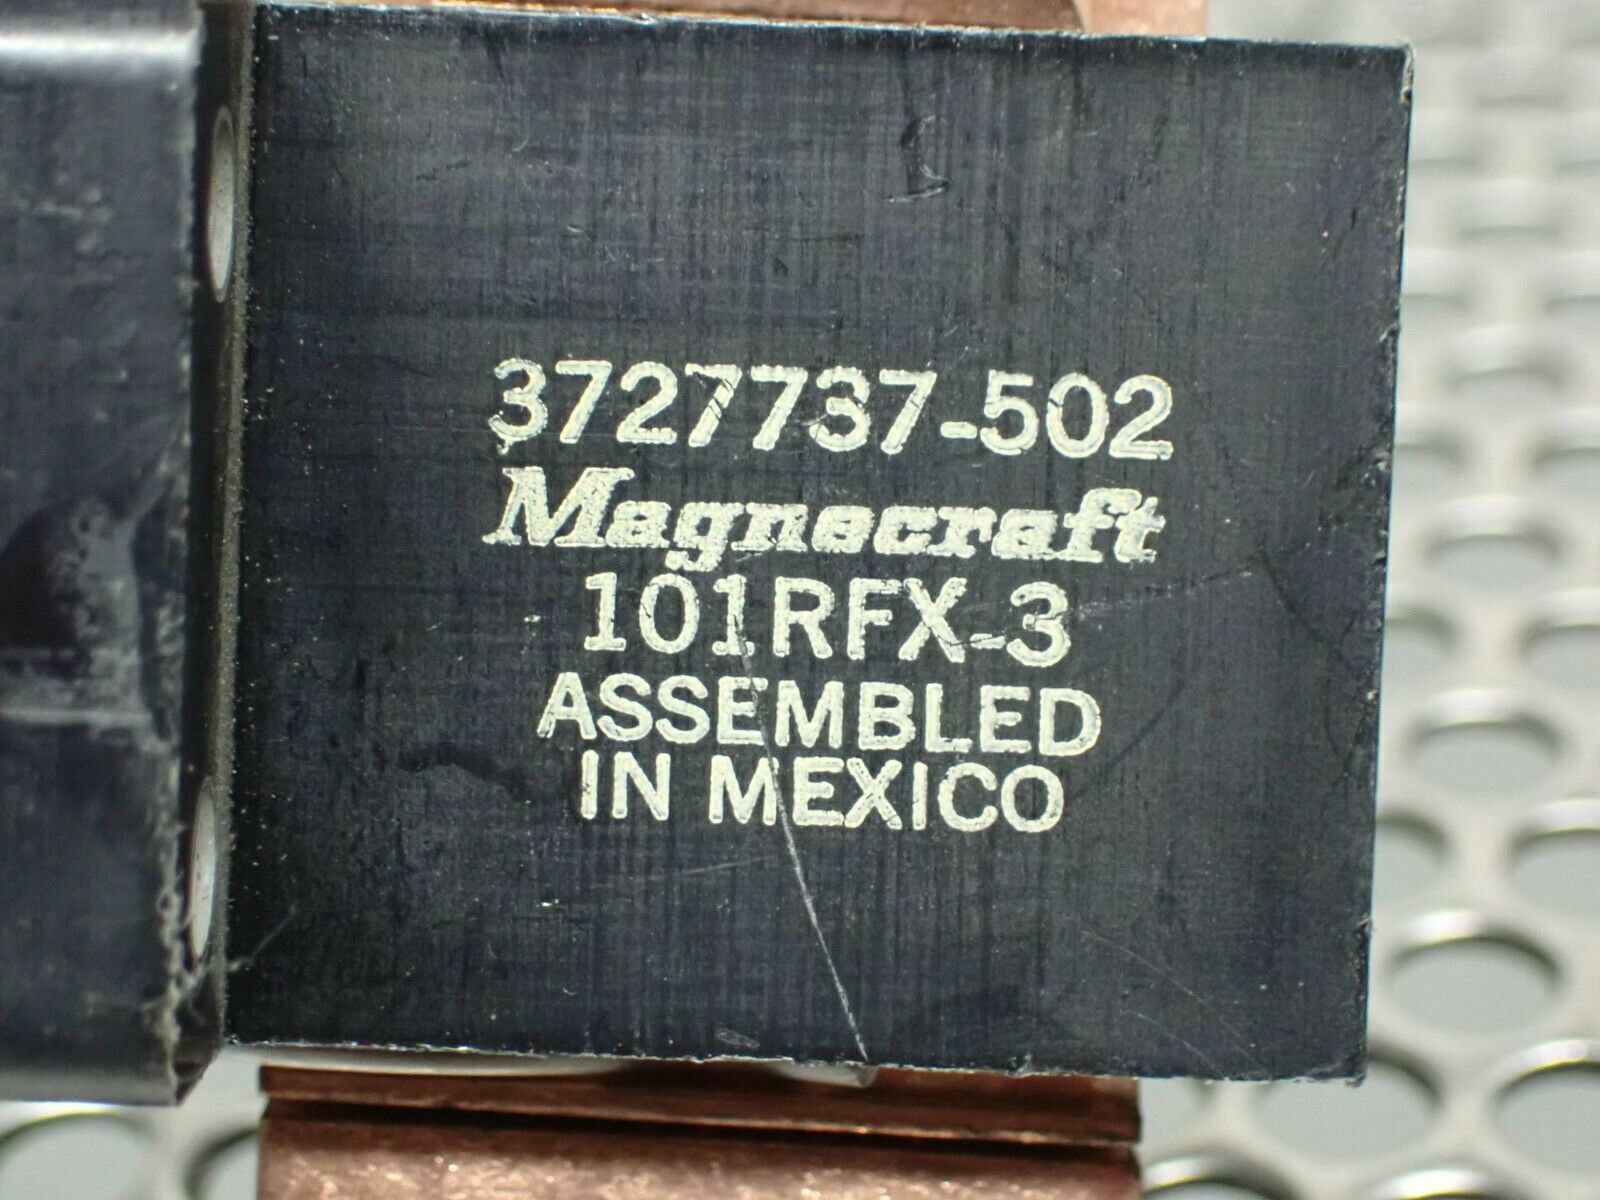 3727737-502
Magnecraft
101RFX-3
ASSEMBLED
IN MEXICO